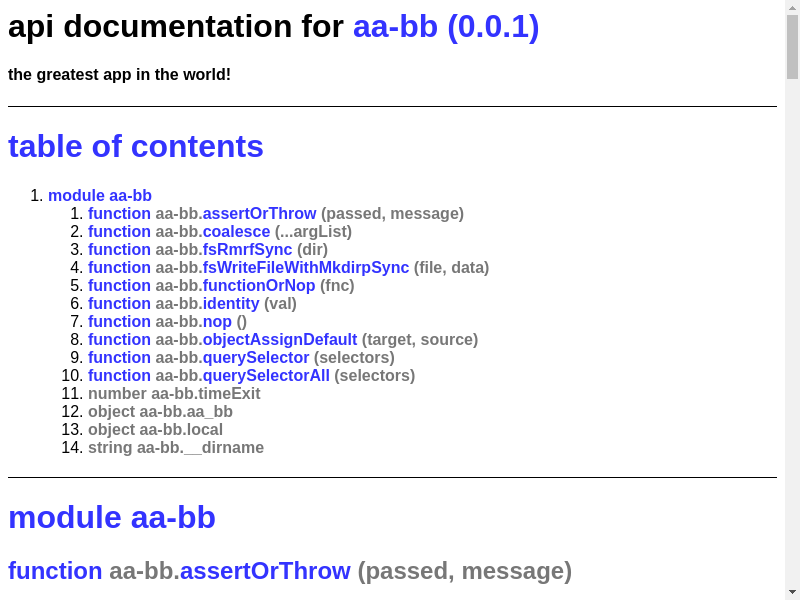 api documentation for aa-bb (0.0.1)
the greatest app in the world!
table of contents
1. module aa-bb
1. function aa-bb.assertOrThrow (passed, message)
2. function aa-bb.coalesce (...argList)
3. function aa-bb.fsRmrfSync (dir)
4. function aa-bb.fsWriteFileWithMkdirpSync (file, data)
5. function aa-bb.functionOrNop (fnc)
6. function aa-bb.identity (val)
7. function aa-bb.nop ()
8. function aa-bb.objectAssignDefault (target, source)
9. function aa-bb.querySelector (selectors)
10. function aa-bb.querySelectorAll (selectors)
11. number aa-bb.timeExit
12. object aa-bb.aa_bb
13. object aa-bb.local
14. string aa-bb.__dirname
module aa-bb
function aa-bb.assertOrThrow (passed, message)